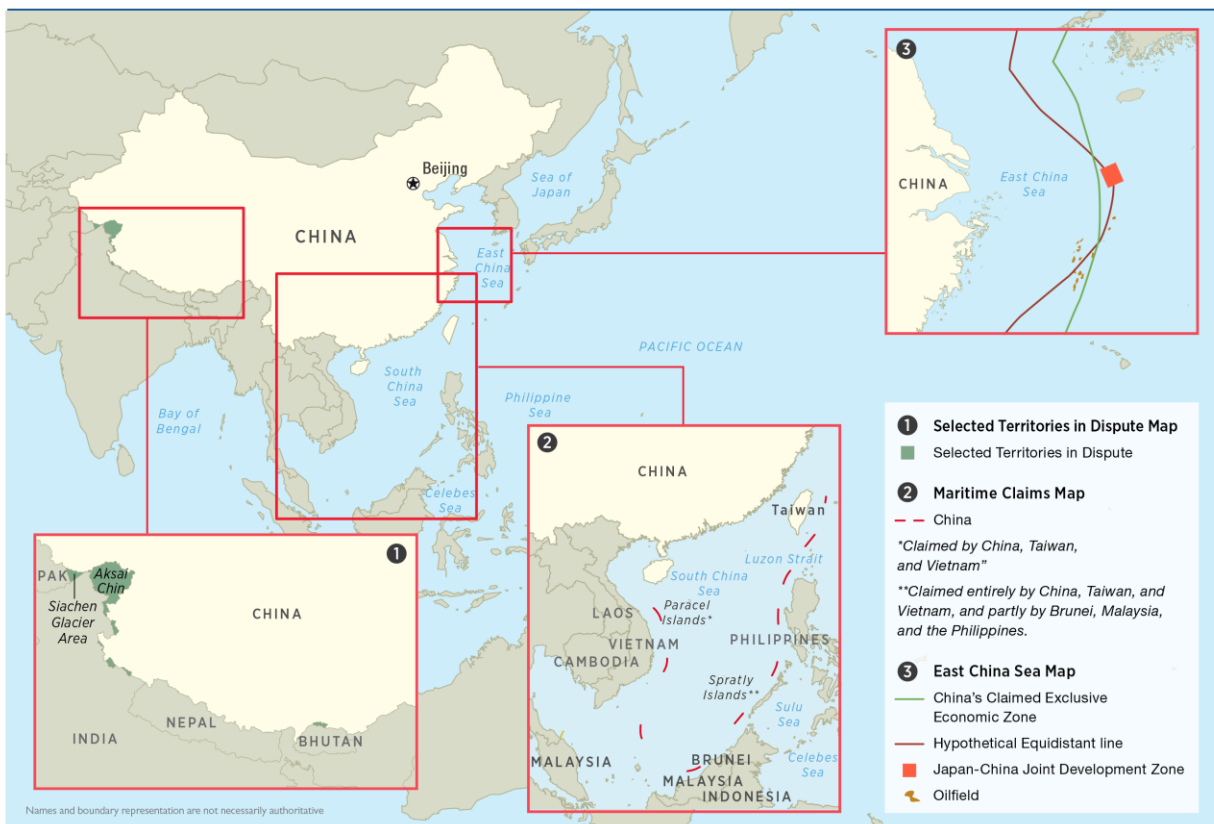 Beijing
CHINA
Sea of
Japan
East
China
Sea
PACIFIC OCEAN
South
China
Sea
Philippine
Sea
Bay of
Bengal
Celebes
Sea
3
CHINA
East China
Sea
1
PAK
Aksai
Chin
Siachen
Glacier
Area
CHINA
NEPAL
INDIA
BHUTAN
2
CHINA
Taiwan
Luzon Strait
South China
Sea
Paracel
Islands*
LAOS
VIETNAM
CAMBODIA
PHILIPPINES
Spratly
Islands**
Sulu
Sea
MALAYSIA
BRUNEI
MALAYSIA
INDONESIA
Celebes
Sea
1 Selected Territories in Dispute Map
Selected Territories in Dispute
2 Maritime Claims Map
China
*Claimed by China, Taiwan,
and Vietnam”
**Claimed entirely by China, Taiwan, and
Vietnam, and partly by Brunei, Malaysia,
and the Philippines.
3 East China Sea Map
China's Claimed Exclusive
Economic Zone
Hypothetical Equidistant line
Japan-China Joint Development Zone
Oilfield
Names and boundary representation are not necessarily authoritative